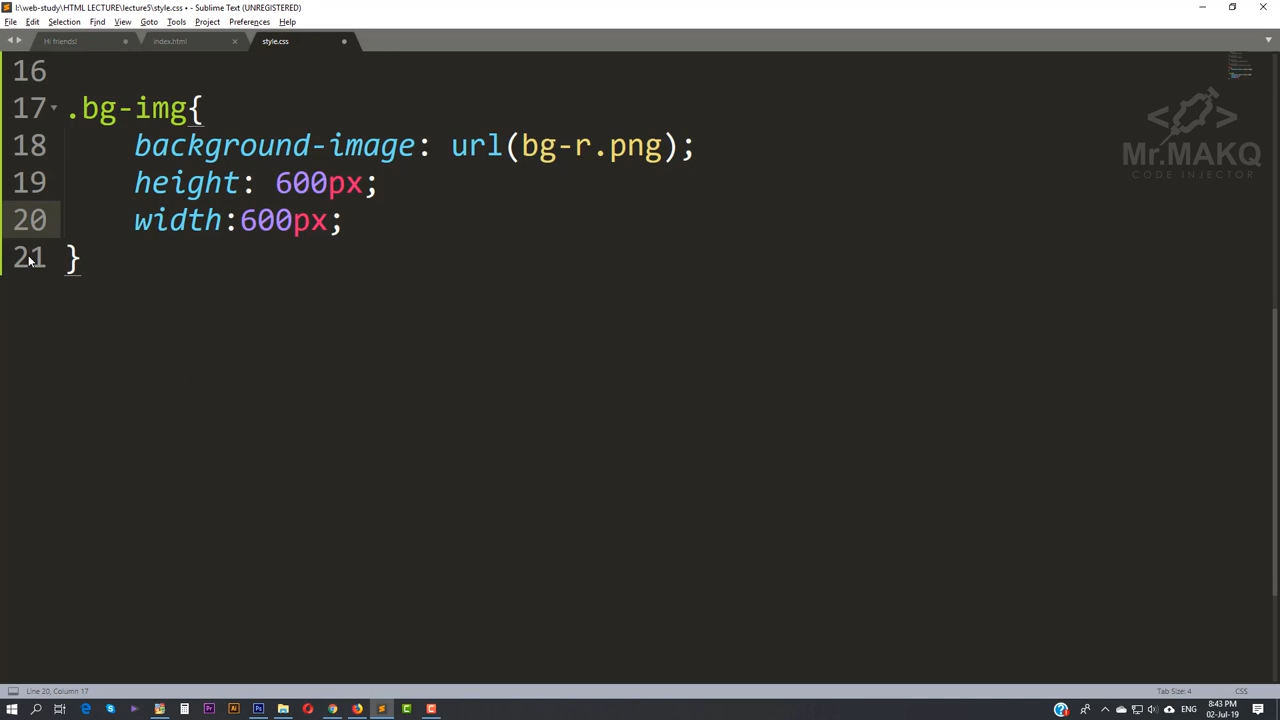 I:\web-study\HTML LECTURE\lecture5\style.css • - Sublime Text (UNREGISTERED)
File Edit Selection Find View Goto Tools Project Preferences Help
Hi friends! index.html style.css
16
17 .bg-img{
18 background-image: url(bg-r.png);
19 height: 600px;
20 width:600px;
21 }
Mr.MAKQ
CODE INJECTOR
Line 20, Column 17 Tab Size: 4 CSS
ENG 8:43 PM
02-Jul-19